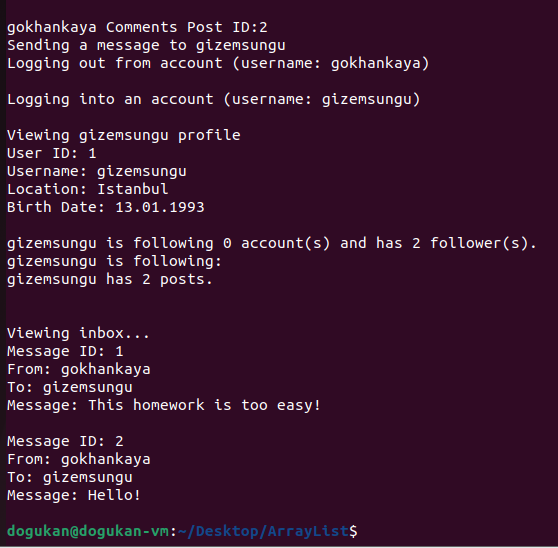 gokhankaya Comments Post ID:2
Sending a message to gizemsungu
Logging out from account (username: gokhankaya)
Logging into an account (username: gizemsungu)
Viewing gizemsungu profile
User ID: 1
Username: gizemsungu
Location: Istanbul
Birth Date: 13.01.1993
gizemsungu is following 0 account(s) and has 2 follower(s).
gizemsungu is following:
gizemsungu has 2 posts.
Viewing inbox...
Message ID: 1
From: gokhankaya
To: gizemsungu
Message: This homework is too easy!
Message ID: 2
From: gokhankaya
To: gizemsungu
Message: Hello!
dogukan@dogukan-vm:~/Desktop/ArrayList$